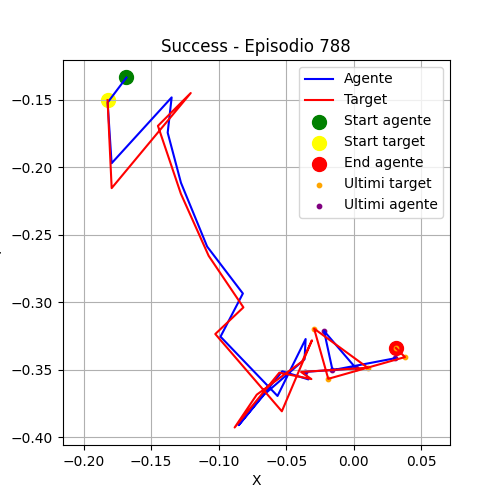 Success - Episodio 788
Agente
Target
Start agente
Start target
End agente
Ultimi target
Ultimi agente
−0.15
−0.20
−0.25
−0.30
−0.35
−0.40
−0.20 −0.15 −0.10 −0.05 0.00 0.05
X